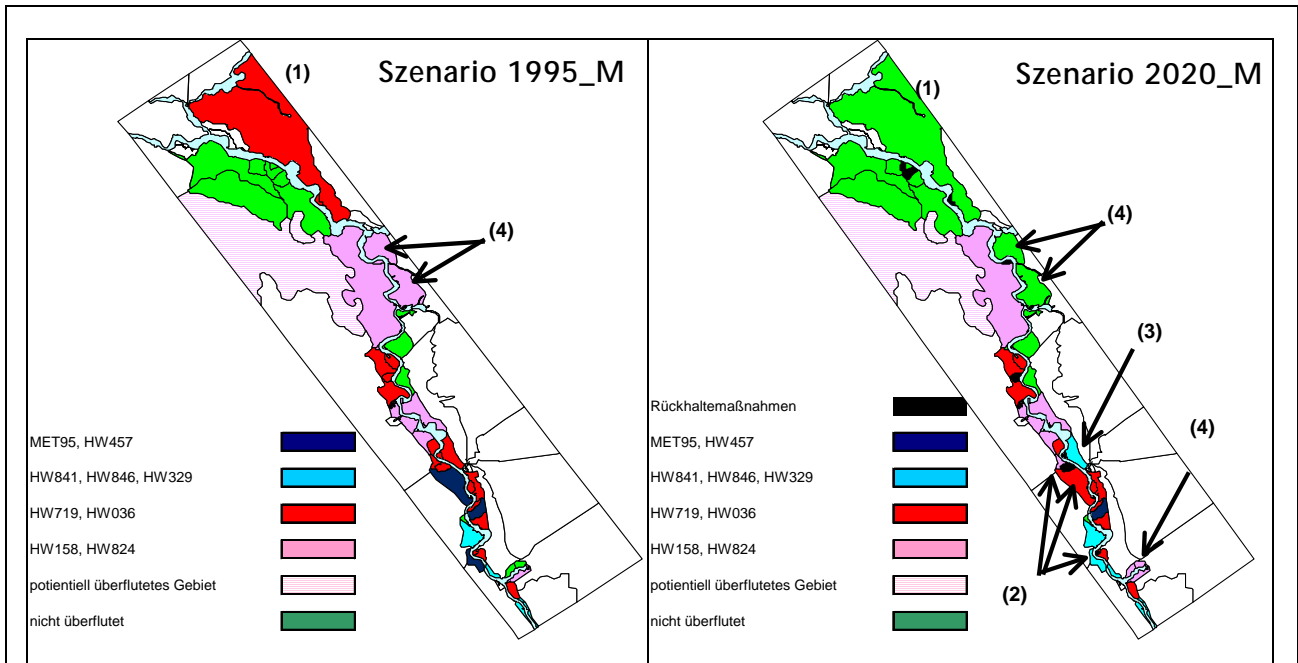 Szenario 1995_M
(1)
(4)
MET95, HW457
HW841, HW846, HW329
HW719, HW036
HW158, HW824
potientiell überflutetes Gebiet
nicht überflutet
Szenario 2020_M
(1)
(4)
(3)
(4)
(2)
Rückhaltemaßnahmen
MET95, HW457
HW841, HW846, HW329
HW719, HW036
HW158, HW824
potientiell überflutetes Gebiet
nicht überflutet